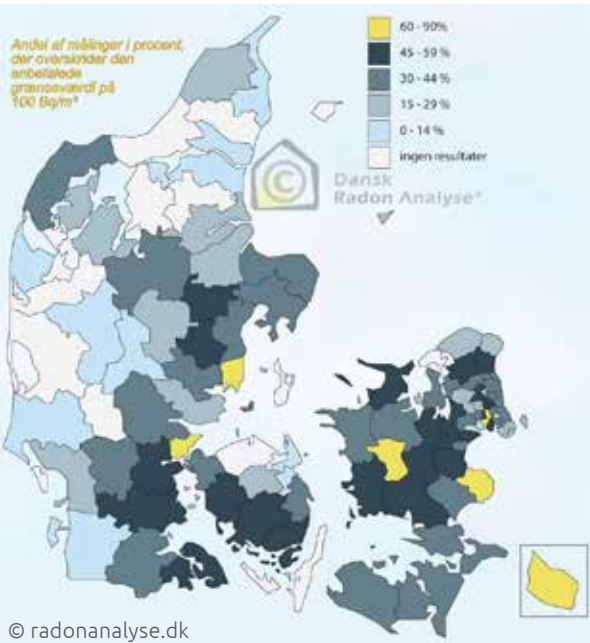 Andel af målinger i procent,
der overskrider den
anbefalede
grænseværdi på
100 Bq/m³
60 - 90%
45 - 59 %
30 - 44 %
15 - 29 %
0 - 14 %
ingen resultater
©
Dansk
Radon Analyse®
© radonanalyse.dk